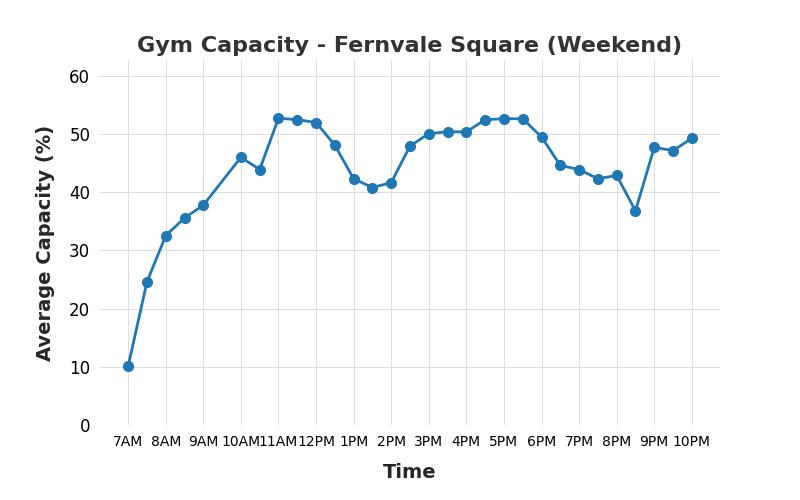 Gym Capacity - Fernvale Square (Weekend)
60
50
40
30
20
10
0
Average Capacity (%)
7AM 8AM 9AM 10AM 11AM 12PM 1PM 2PM 3PM 4PM 5PM 6PM 7PM 8PM 9PM 10PM
Time